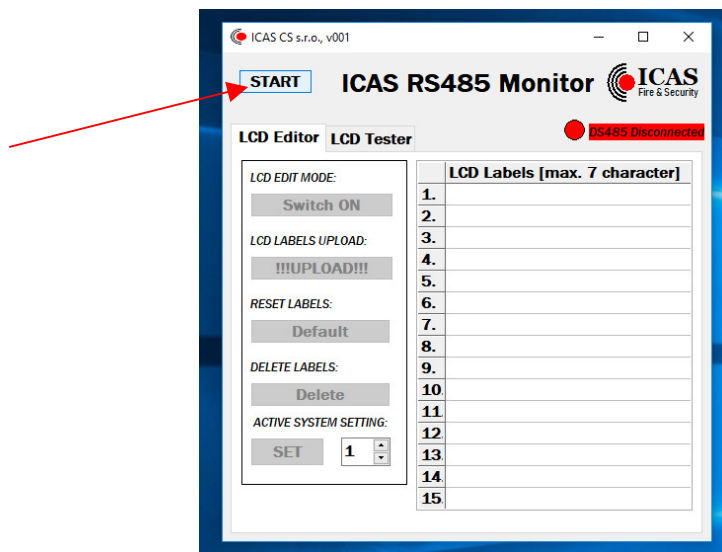 ICAS CS s.r.o., v001
START
ICAS RS485 Monitor
ICAS
Fire & Security
DS485 Disconnected
LCD Editor
LCD Tester
LCD EDIT MODE:
Switch ON
LCD LABELS UPLOAD:
!!!UPLOAD!!!
RESET LABELS:
Default
DELETE LABELS:
Delete
ACTIVE SYSTEM SETTING:
SET
1
LCD Labels [max. 7 character]
1.
2.
3.
4.
5.
6.
7.
8.
9.
10.
11.
12.
13.
14.
15.